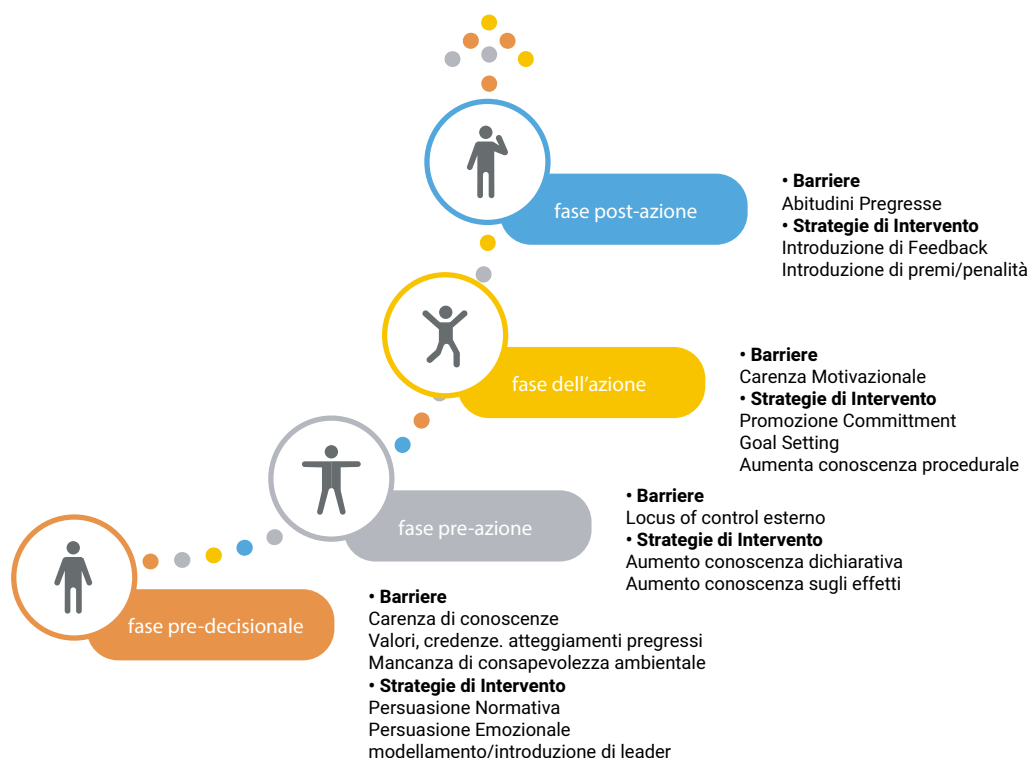 fase post-azione
• Barriere
Abitudini Pregresse
• Strategie di Intervento
Introduzione di Feedback
Introduzione di premi/penalità
fase dell'azione
• Barriere
Carenza Motivazionale
• Strategie di Intervento
Promozione Committment
Goal Setting
Aumenta conoscenza procedurale
fase pre-azione
• Barriere
Locus of control esterno
• Strategie di Intervento
Aumento conoscenza dichiarativa
Aumento conoscenza sugli effetti
fase pre-decisionale
• Barriere
Carenza di conoscenze
Valori, credenze. atteggiamenti pregressi
Mancanza di consapevolezza ambientale
• Strategie di Intervento
Persuasione Normativa
Persuasione Emozionale
modellamento/introduzione di leader